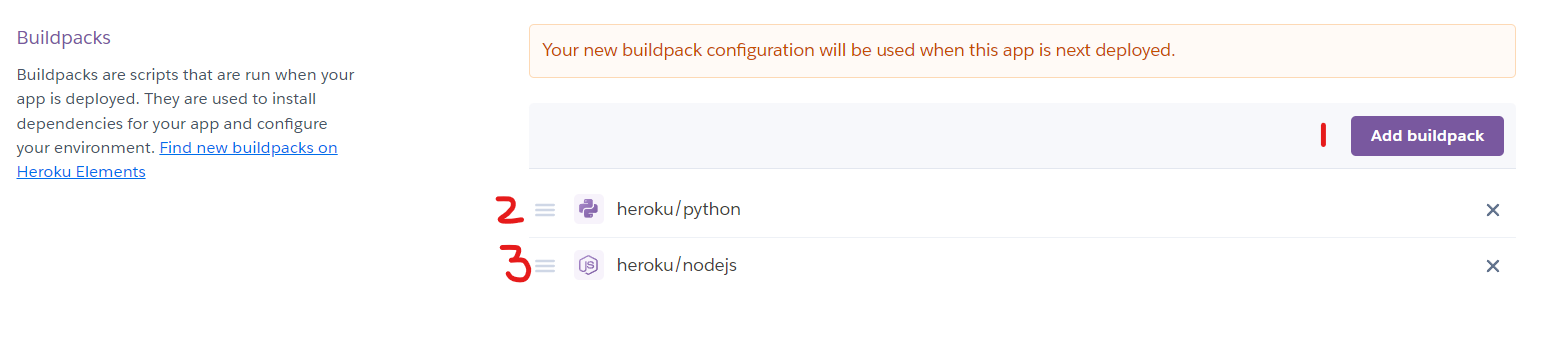 Buildpacks
Buildpacks are scripts that are run when your
app is deployed. They are used to install
dependencies for your app and configure
your environment. Find new buildpacks on
Heroku Elements
Your new buildpack configuration will be used when this app is next deployed.
1 Add buildpack
2 heroku/python
3 heroku/nodejs